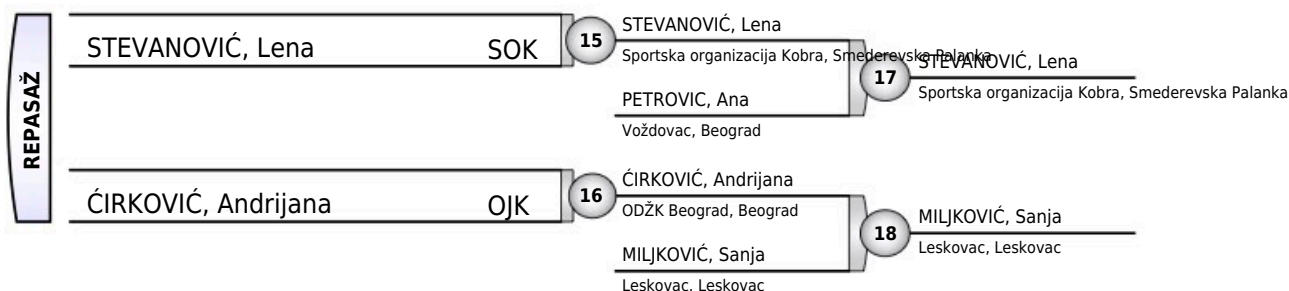 REPASAŽ
STEVANOVIĆ, Lena SOK
15
STEVANOVIĆ, Lena
Sportska organizacija Kobra, Smederevska Palanka
PETROVIC, Ana
Voždovac, Beograd
17
STEVANOVIĆ, Lena
Sportska organizacija Kobra, Smederevska Palanka
ĆIRKOVIĆ, Andrijana OJK
16
ĆIRKOVIĆ, Andrijana
ODŽK Beograd, Beograd
MILJKOVIĆ, Sanja
Leskovac, Leskovac
18
MILJKOVIĆ, Sanja
Leskovac, Leskovac